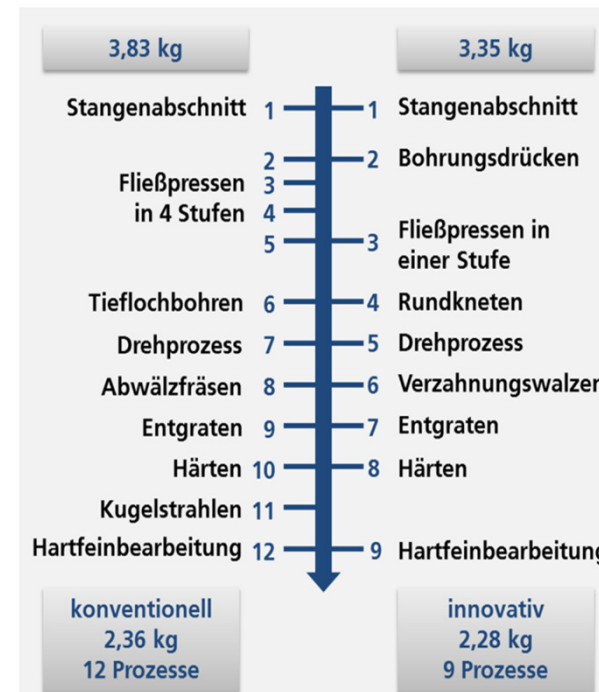 3,83 kg
3,35 kg
Stangenabschnitt 1
1 Stangenabschnitt
2
2 Bohrungsdrücken
Fließpressen 3
in 4 Stufen 4
5
3 Fließpressen in
einer Stufe
Tieflochbohren 6
4 Rundkneten
Drehprozess 7
5 Drehprozess
Abwälzfräsen 8
6 Verzahnungswalzen
Entgraten 9
7 Entgraten
Härten 10
8 Härten
Kugelstrahlen 11
Hartfeinbearbeitung 12
9 Hartfeinbearbeitung
konventionell
2,36 kg
12 Prozesse
innovativ
2,28 kg
9 Prozesse